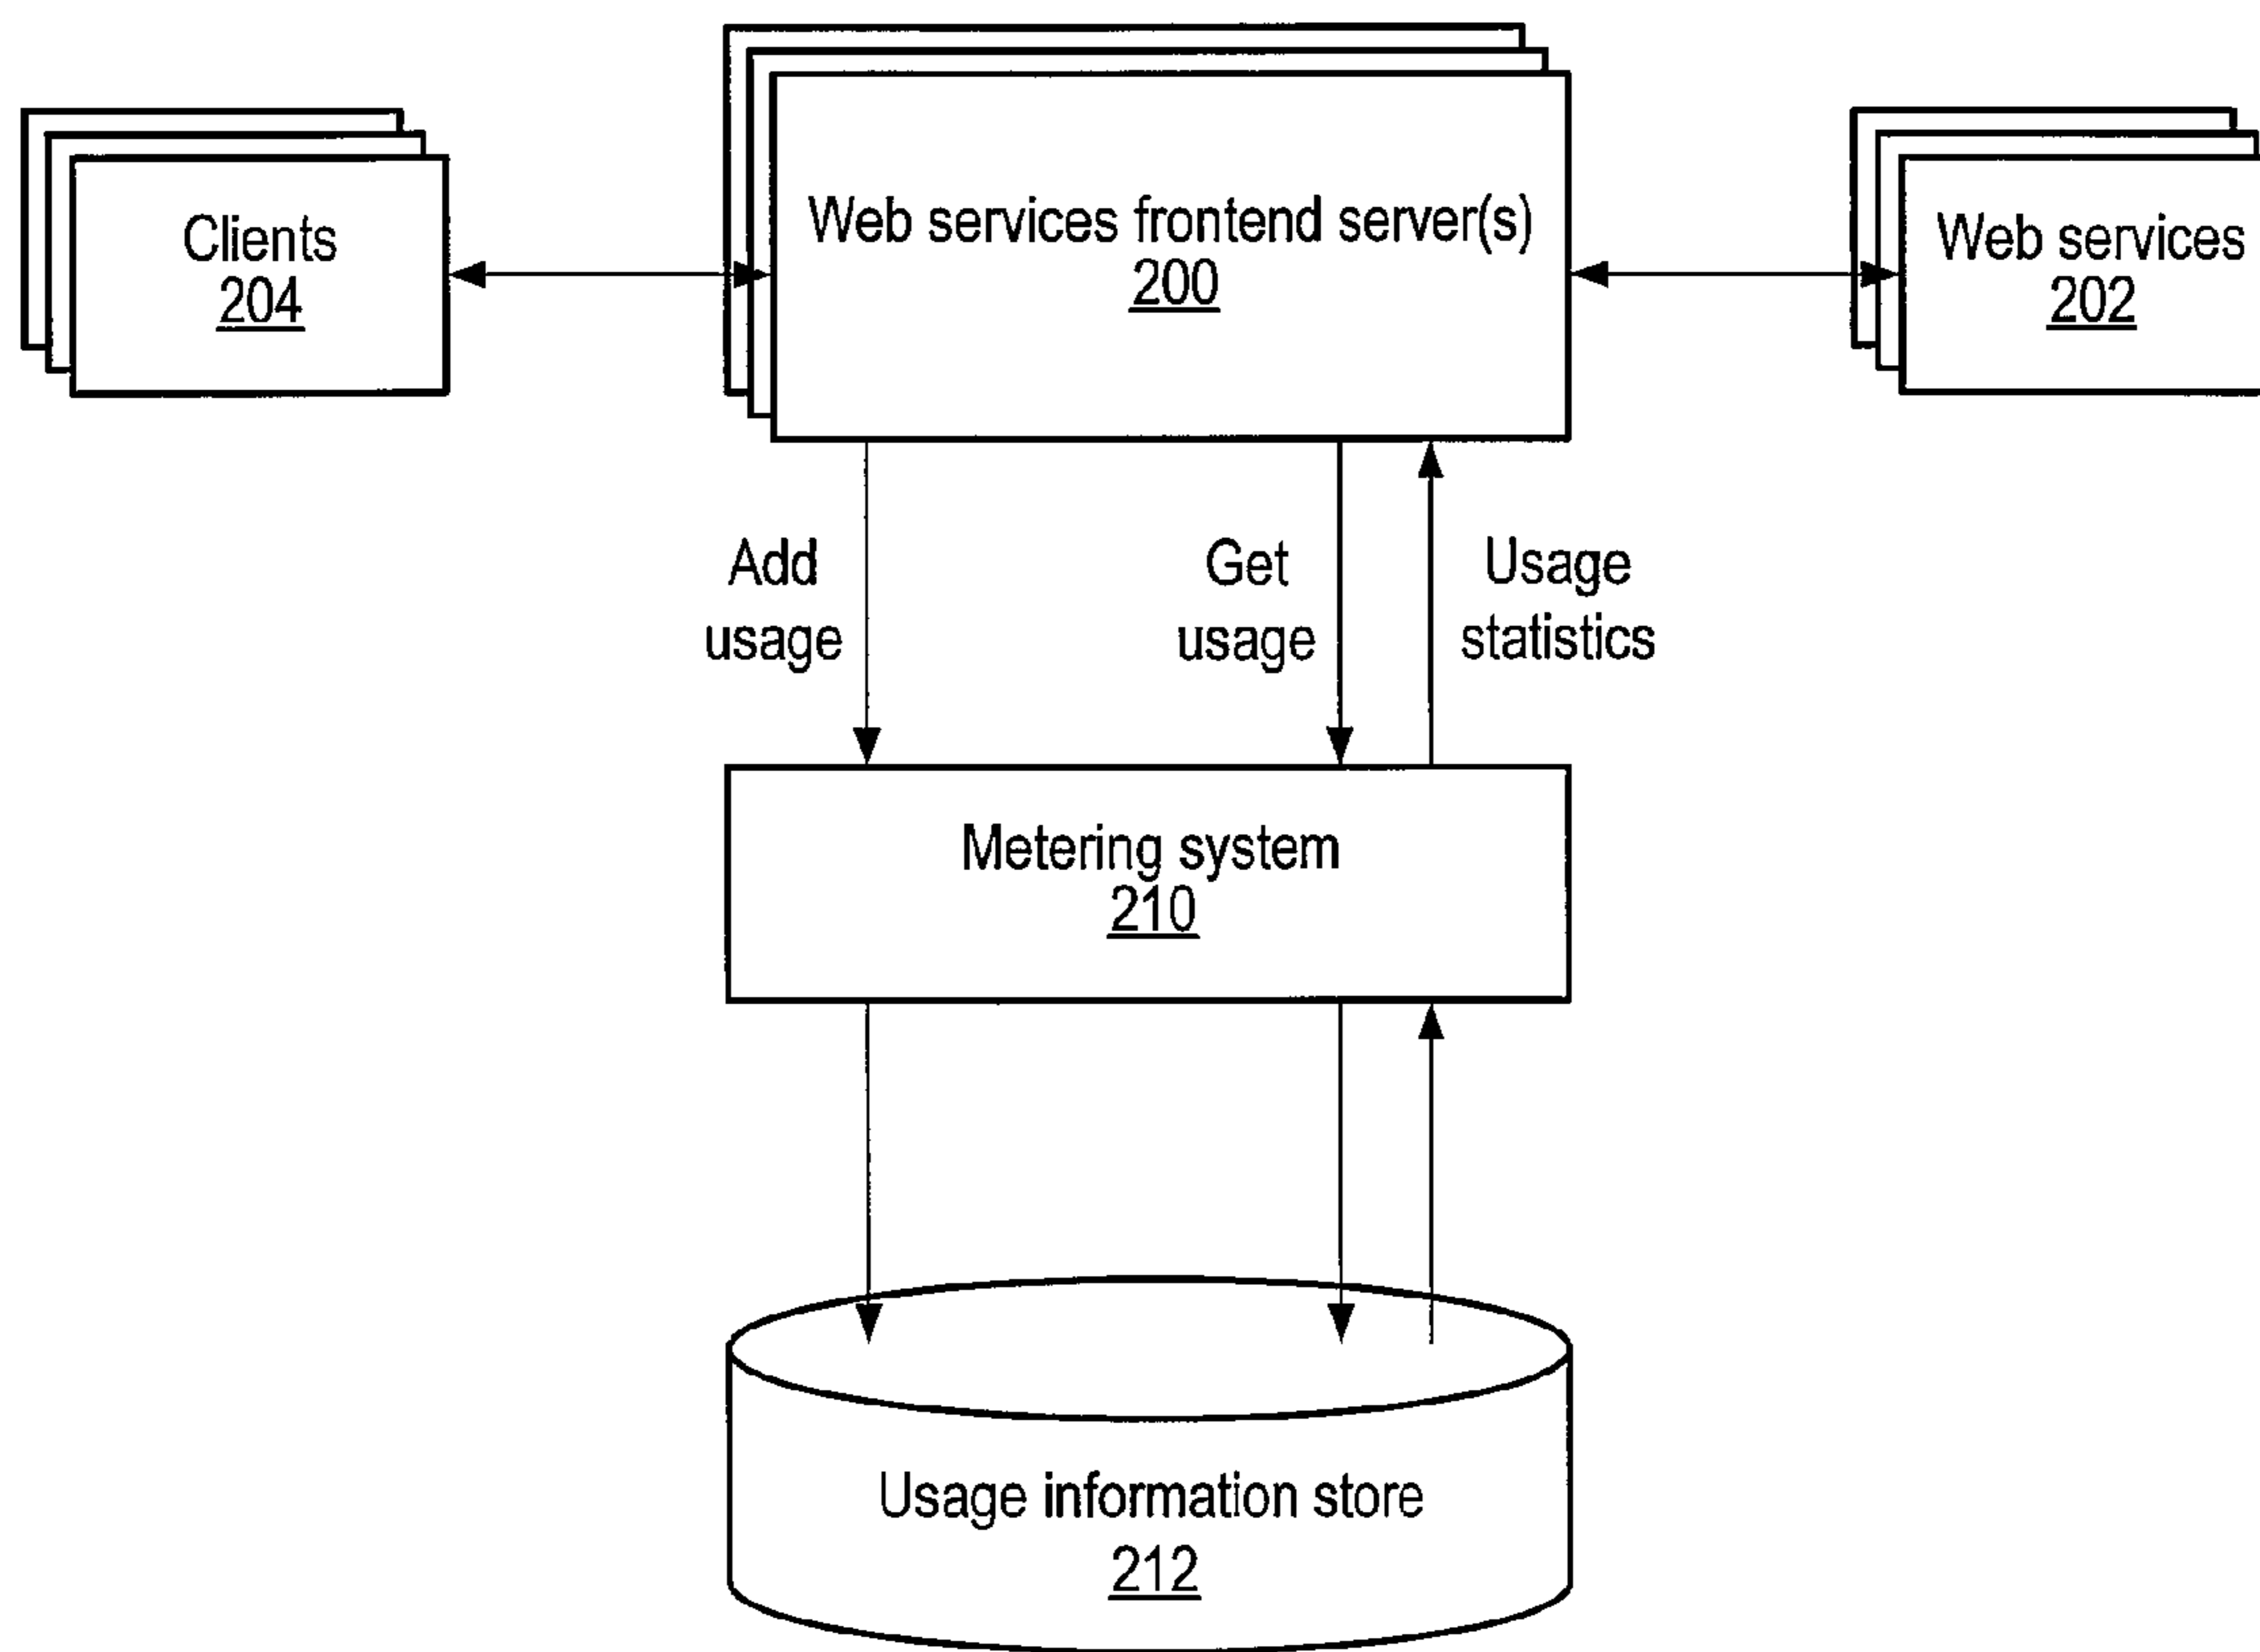 Clients
204
Web services frontend server(s)
200
Web services
202
Add
usage
Get
usage
Usage
statistics
Metering system
210
Usage information store
212